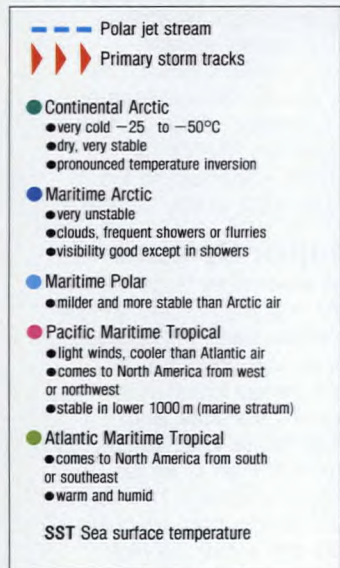 Polar jet stream
Primary storm tracks
Continental Arctic
●very cold −25 to −50°C
●dry, very stable
●pronounced temperature inversion
Maritime Arctic
●very unstable
●clouds, frequent showers or flurries
●visibility good except in showers
Maritime Polar
●milder and more stable than Arctic air
Pacific Maritime Tropical
●light winds, cooler than Atlantic air
●comes to North America from west
or northwest
●stable in lower 1000 m (marine stratum)
Atlantic Maritime Tropical
●comes to North America from south
or southeast
●warm and humid
SST Sea surface temperature